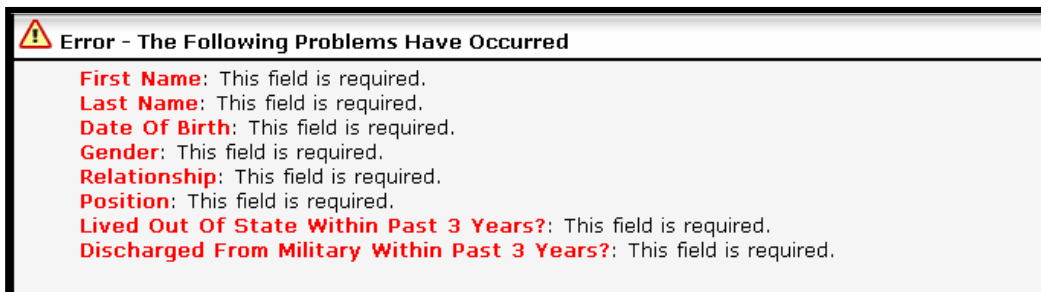 Error - The Following Problems Have Occurred
First Name: This field is required.
Last Name: This field is required.
Date Of Birth: This field is required.
Gender: This field is required.
Relationship: This field is required.
Position: This field is required.
Lived Out Of State Within Past 3 Years?: This field is required.
Discharged From Military Within Past 3 Years?: This field is required.